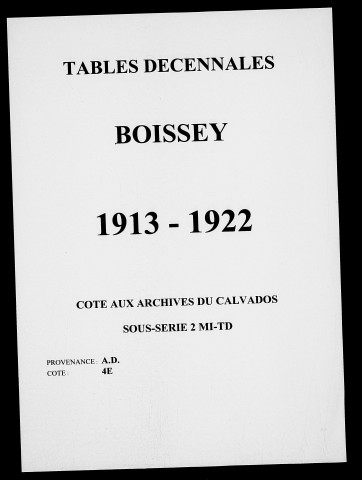 TABLES DECENNALES
BOISSEY
1913 - 1922
COTE AUX ARCHIVES DU CALVADOS
SOUS-SERIE 2 MI-TD
PROVENANCE : A.D.
COTE : 4E